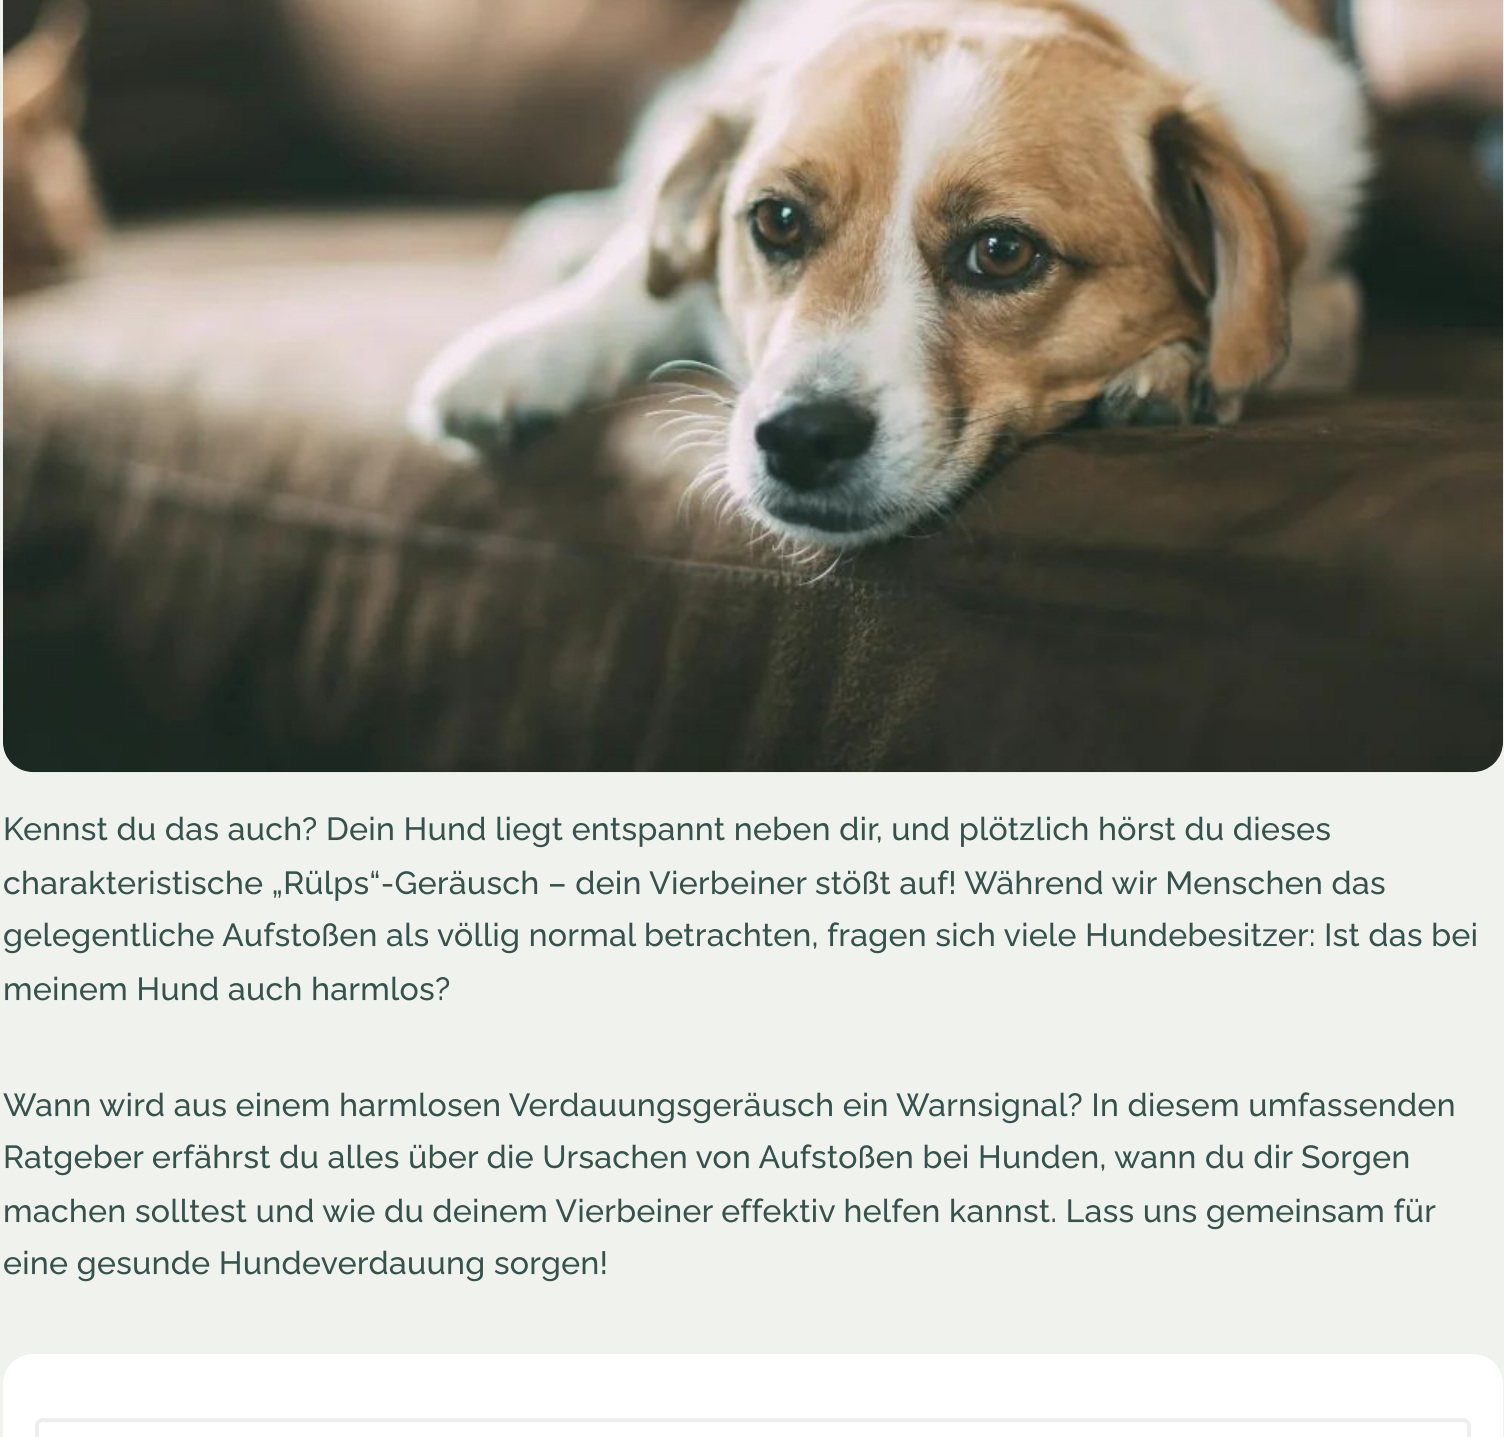 Kennst du das auch? Dein Hund liegt entspannt neben dir, und plötzlich hörst du dieses
charakteristische „Rülps“-Geräusch – dein Vierbeiner stößt auf! Während wir Menschen das
gelegentliche Aufstoßen als völlig normal betrachten, fragen sich viele Hundebesitzer: Ist das bei
meinem Hund auch harmlos?
Wann wird aus einem harmlosen Verdauungsgeräusch ein Warnsignal? In diesem umfassenden
Ratgeber erfährst du alles über die Ursachen von Aufstoßen bei Hunden, wann du dir Sorgen
machen solltest und wie du deinem Vierbeiner effektiv helfen kannst. Lass uns gemeinsam für
eine gesunde Hundeverdauung sorgen!